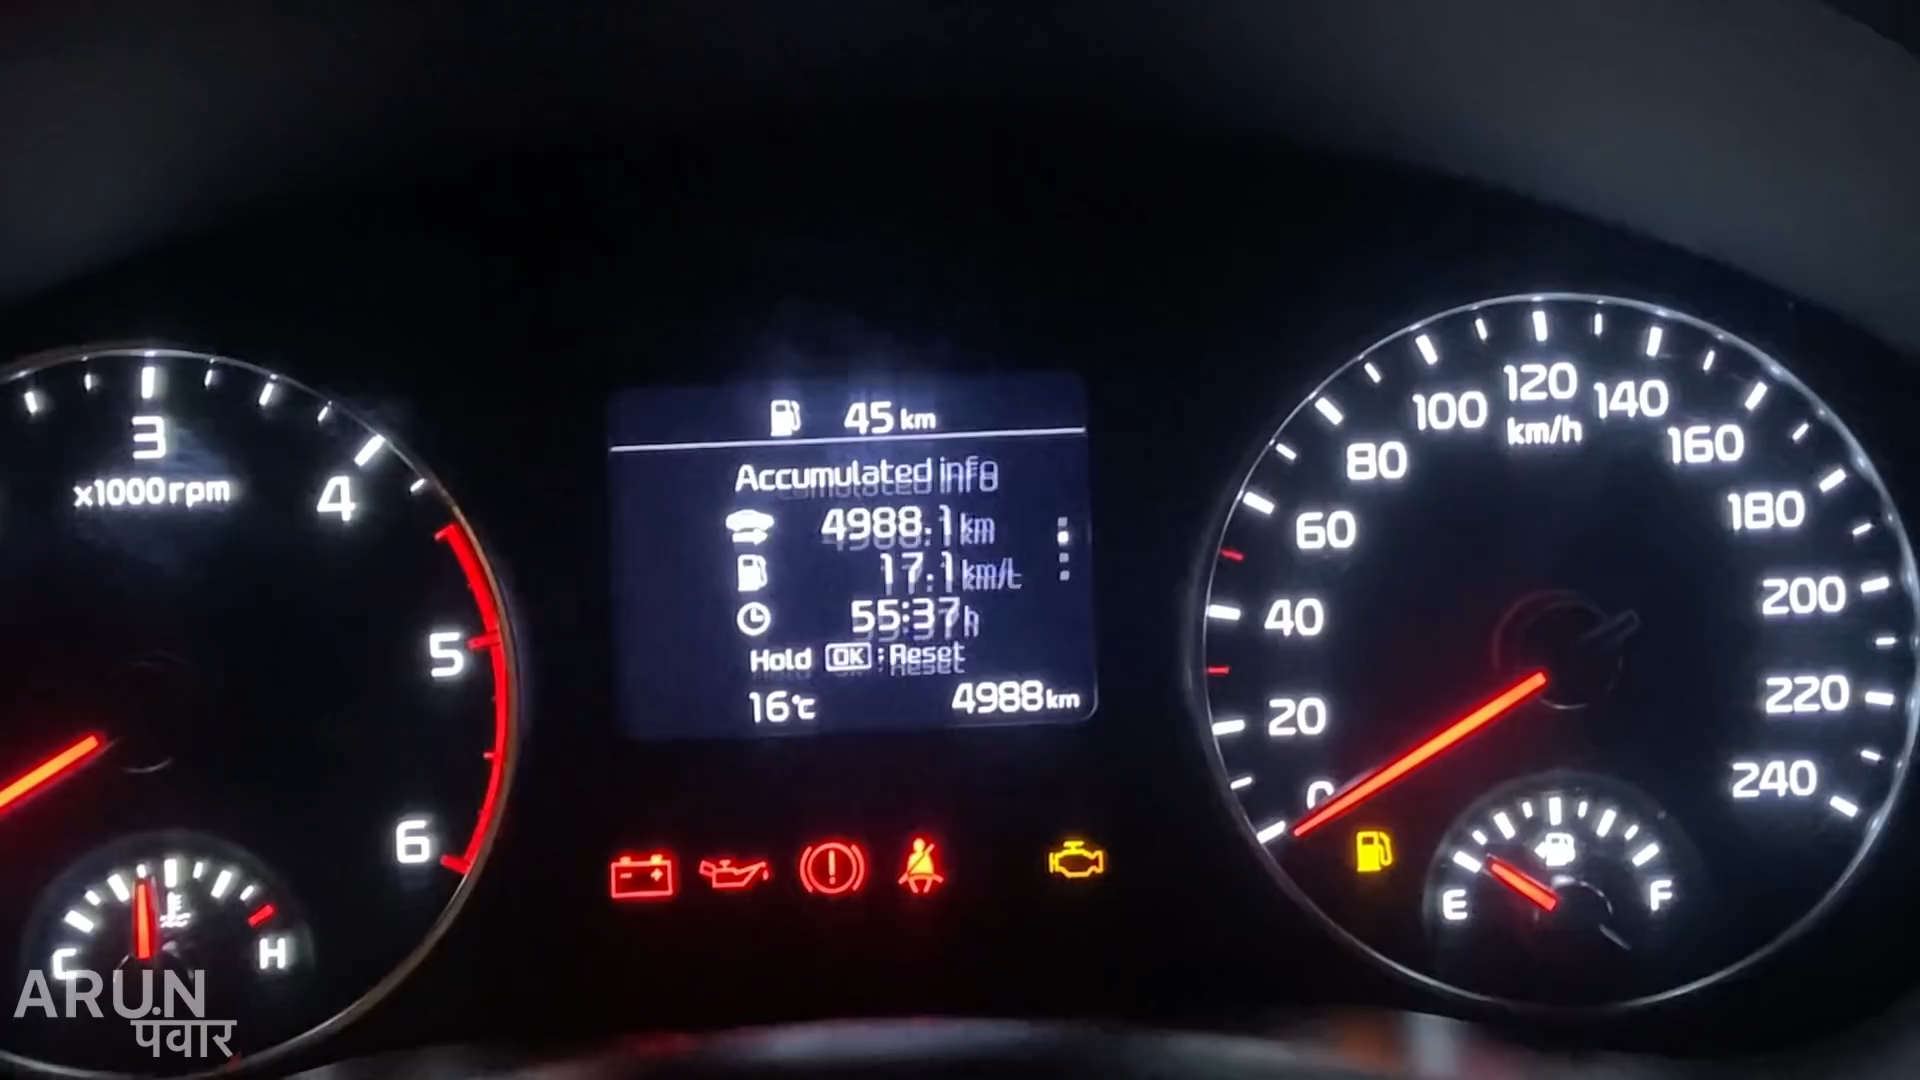 45 km
Accumulated info
4988.1 km
17.1 km/L
55:37 h
Hold OK : Reset
16°C 4988 km
3
x1000rpm
4
5
6
C H
0
20
40
60
80
100
120
km/h
140
160
180
200
220
240
E F
ARUN
पंवार